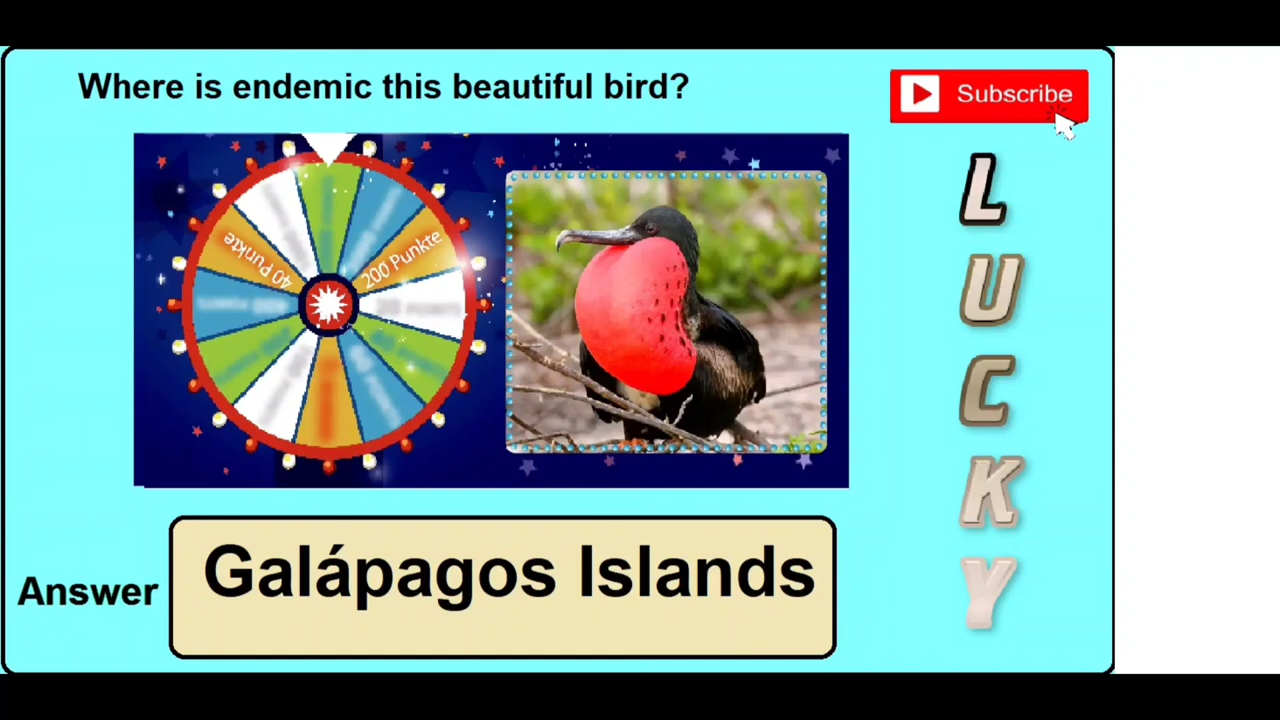 Where is endemic this beautiful bird?
Subscribe
40 Punkte
200 Punkte
L
U
C
K
Y
Answer
Galápagos Islands